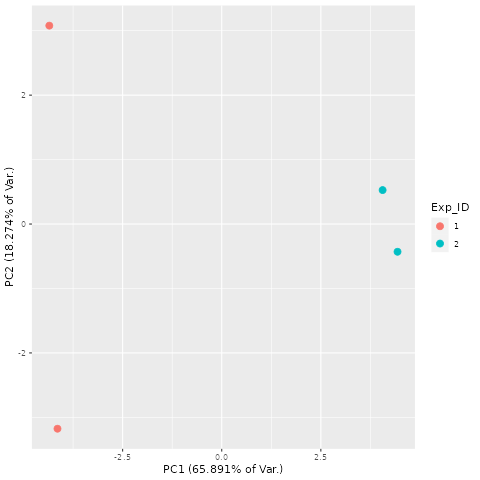 2
0
-2
PC2 (18.274% of Var.)
-2.5
0.0
2.5
PC1 (65.891% of Var.)
Exp_ID
1
2